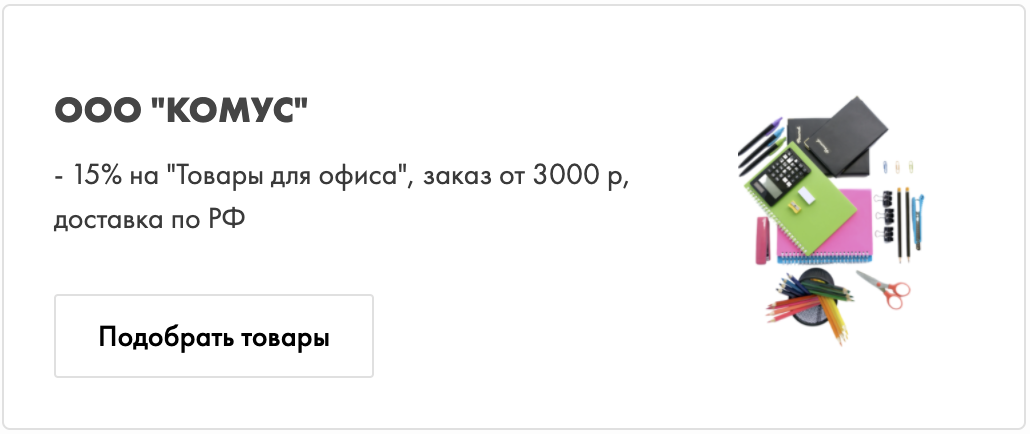 ООО "КОМУС"
- 15% на "Товары для офиса", заказ от 3000 р,
доставка по РФ
Подобрать товары